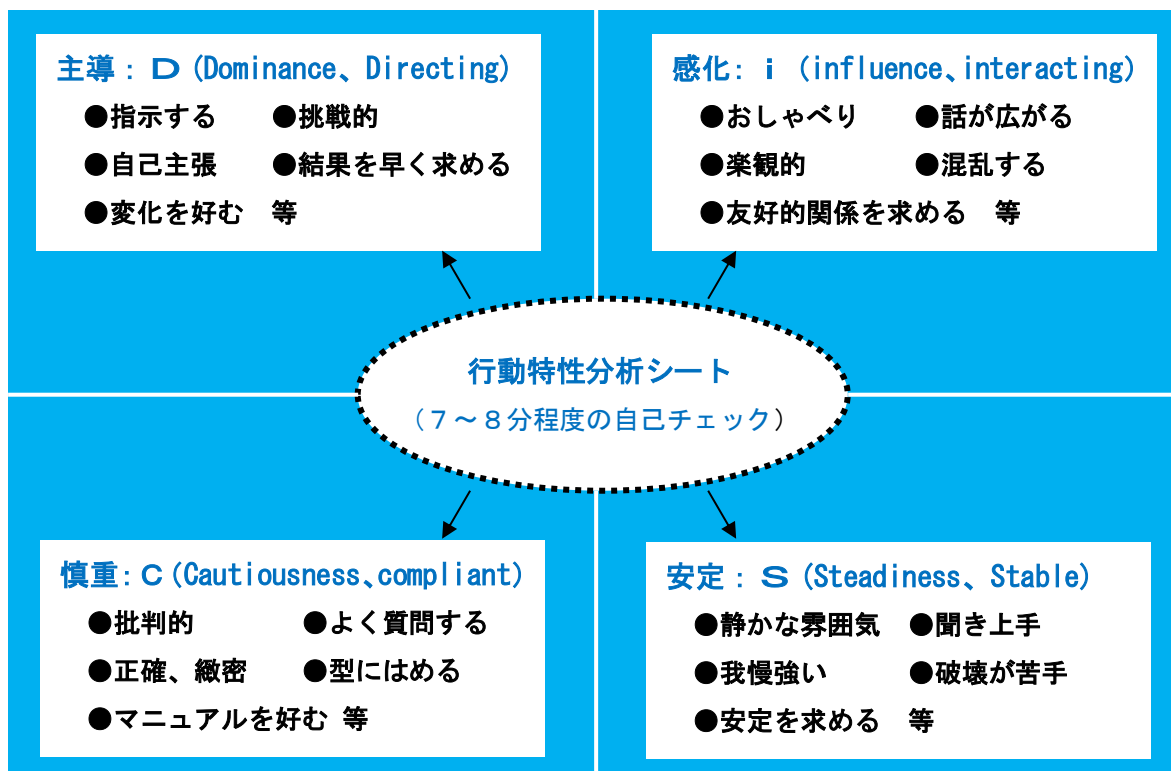 主導：Ｄ(Dominance、Directing)
●指示する　●挑戦的
●自己主張　●結果を早く求める
●変化を好む　等
感化：ｉ (influence、interacting)
●おしゃべり　●話が広がる
●楽観的　●混乱する
●友好的関係を求める　等
行動特性分析シート
（７～８分程度の自己チェック）
慎重：Ｃ(Cautiousness、compliant)
●批判的　●よく質問する
●正確、緻密　●型にはめる
●マニュアルを好む 等
安定：Ｓ(Steadiness、Stable)
●静かな雰囲気　●聞き上手
●我慢強い　●破壊が苦手
●安定を求める　等